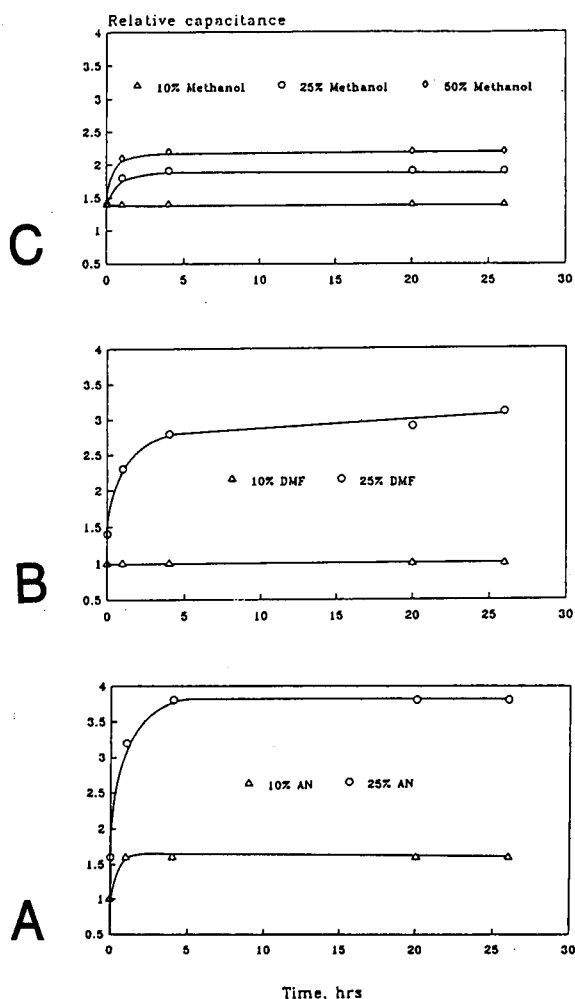 Relative capacitance
4
3.5
△ 10% Methanol ○ 25% Methanol ◊ 50% Methanol
3
2.5
2
1.5
1
0.5
0 5 10 15 20 25 30
C
4
3.5
3
2.5
△ 10% DMF ○ 25% DMF
2
1.5
1
0.5
0 5 10 15 20 25 30
B
4
3.5
3
△ 10% AN ○ 25% AN
2.5
2
1.5
1
0.5
0 5 10 15 20 25 30
A
Time, hrs